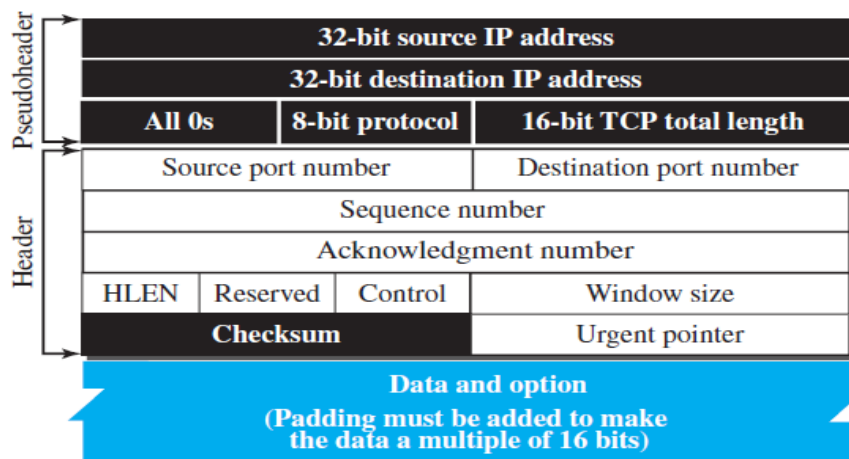 Pseudoheader
32-bit source IP address
32-bit destination IP address
All 0s 8-bit protocol 16-bit TCP total length
Header
Source port number Destination port number
Sequence number
Acknowledgment number
HLEN Reserved Control Window size
Checksum Urgent pointer
Data and option
(Padding must be added to make
the data a multiple of 16 bits)